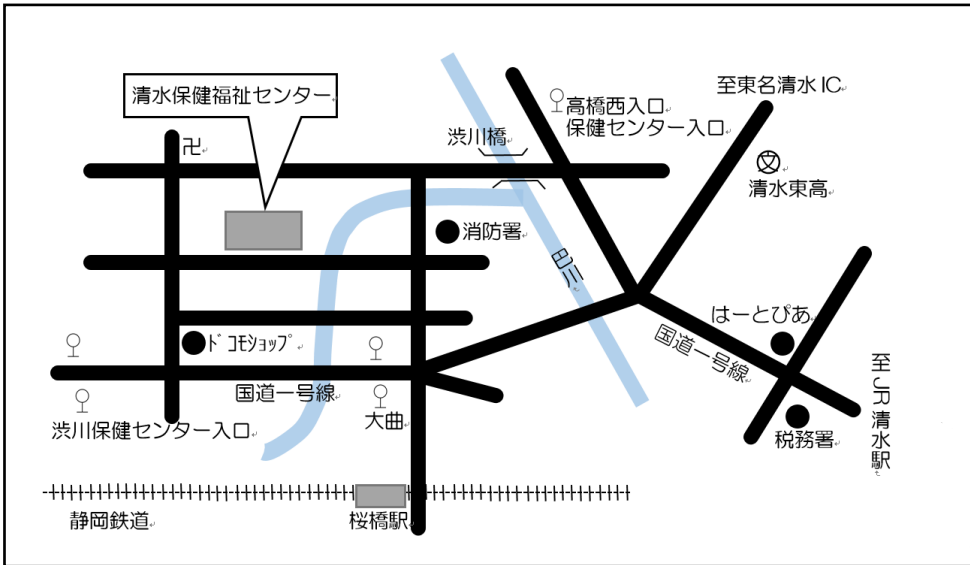 至東名清水IC
清水保健福祉センター
高橋西入口
保健センター入口
渋川橋
卍
文
清水東高
消防署
巴川
はーとぴあ
ドコモショップ
国道一号線
国道一号線
大曲
渋川保健センター入口
税務署
至JR清水駅
静岡鉄道
桜橋駅